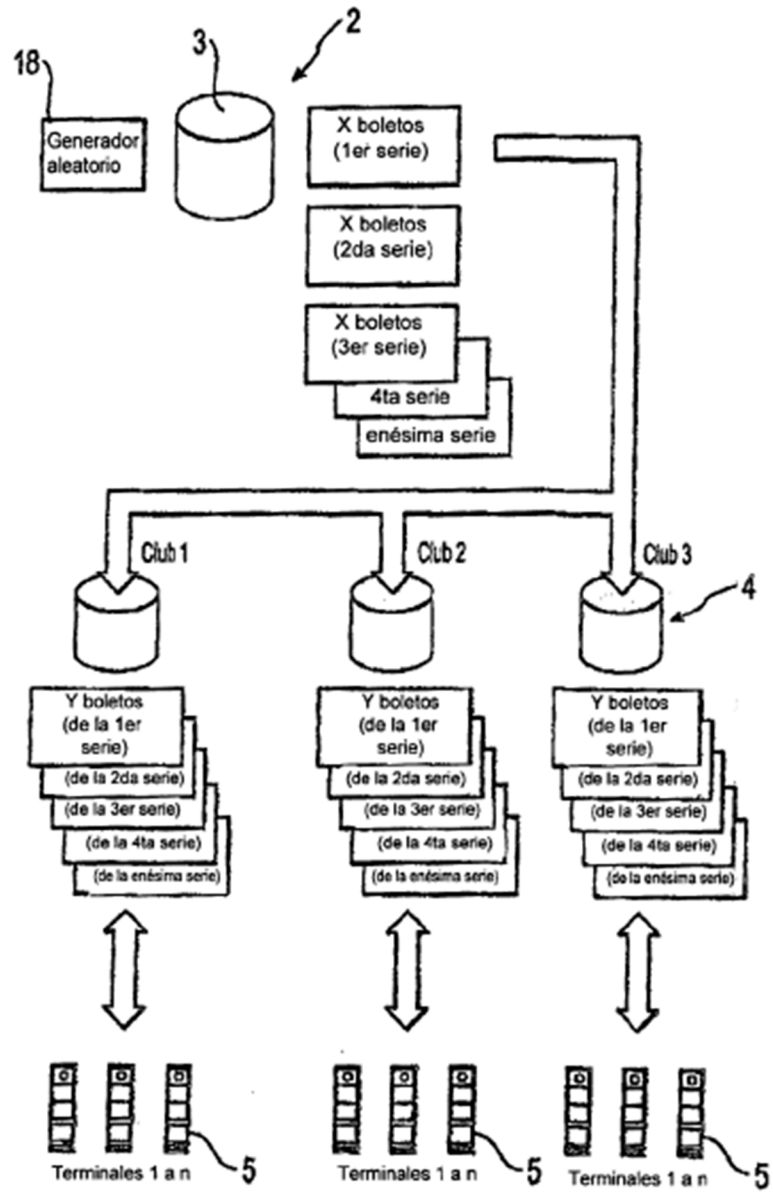 2
3
18
Generador
aleatorio
X boletos
(1er serie)
X boletos
(2da serie)
X boletos
(3er serie)
4ta serie
enésima serie
Club 1
Club 2
Club 3
4
Y boletos
(de la 1er
serie)
(de la 2da serie)
(de la 3er serie)
(de la 4ta serie)
(de la enésima serie)
Y boletos
(de la 1er
serie)
(de la 2da serie)
(de la 3er serie)
(de la 4ta serie)
(de la enésima serie)
Y boletos
(de la 1er
serie)
(de la 2da serie)
(de la 3er serie)
(de la 4ta serie)
(de la enésima serie)
5
5
5
Terminales 1 a n
Terminales 1 a n
Terminales 1 a n